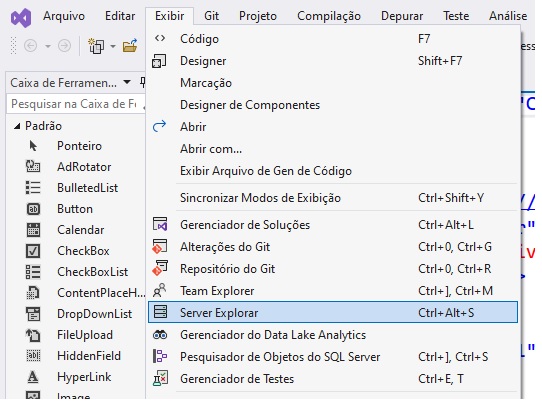 Arquivo Editar Exibir Git Projeto Compilação Depurar Teste Análise
Código F7
Designer Shift+F7
Marcação
Designer de Componentes
Abrir
Abrir com...
Exibir Arquivo de Gen de Código
Sincronizar Modos de Exibição Ctrl+Shift+Y
Gerenciador de Soluções Ctrl+Alt+L
Alterações do Git Ctrl+0, Ctrl+G
Repositório do Git Ctrl+0, Ctrl+R
Team Explorer Ctrl+], Ctrl+M
Server Explorar Ctrl+Alt+S
Gerenciador do Data Lake Analytics
Pesquisador de Objetos do SQL Server Ctrl+], Ctrl+S
Gerenciador de Testes Ctrl+E, T
Caixa de Ferramen...
Pesquisar na Caixa de Fe
Padrão
Ponteiro
AdRotator
BulletedList
Button
Calendar
CheckBox
CheckBoxList
ContentPlaceH...
DropDownList
FileUpload
HiddenField
HyperLink
Image